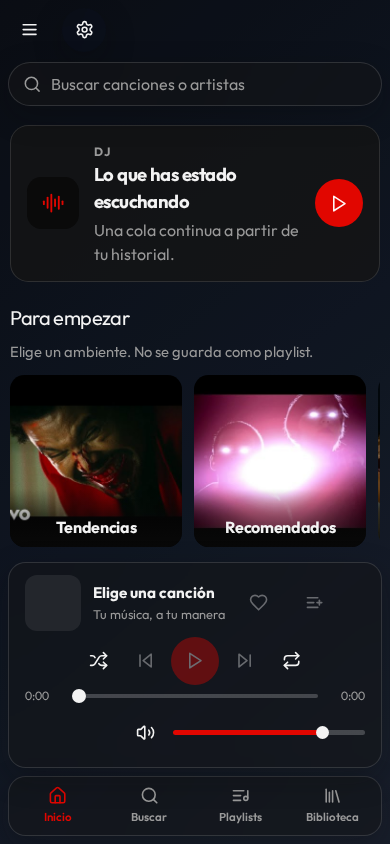 Buscar canciones o artistas
DJ
Lo que has estado
escuchando
Una cola continua a partir de
tu historial.
Para empezar
Elige un ambiente. No se guarda como playlist.
VO
Tendencias
Recomendados
Elige una canción
Tu música, a tu manera
0:00
0:00
Inicio
Buscar
Playlists
Biblioteca